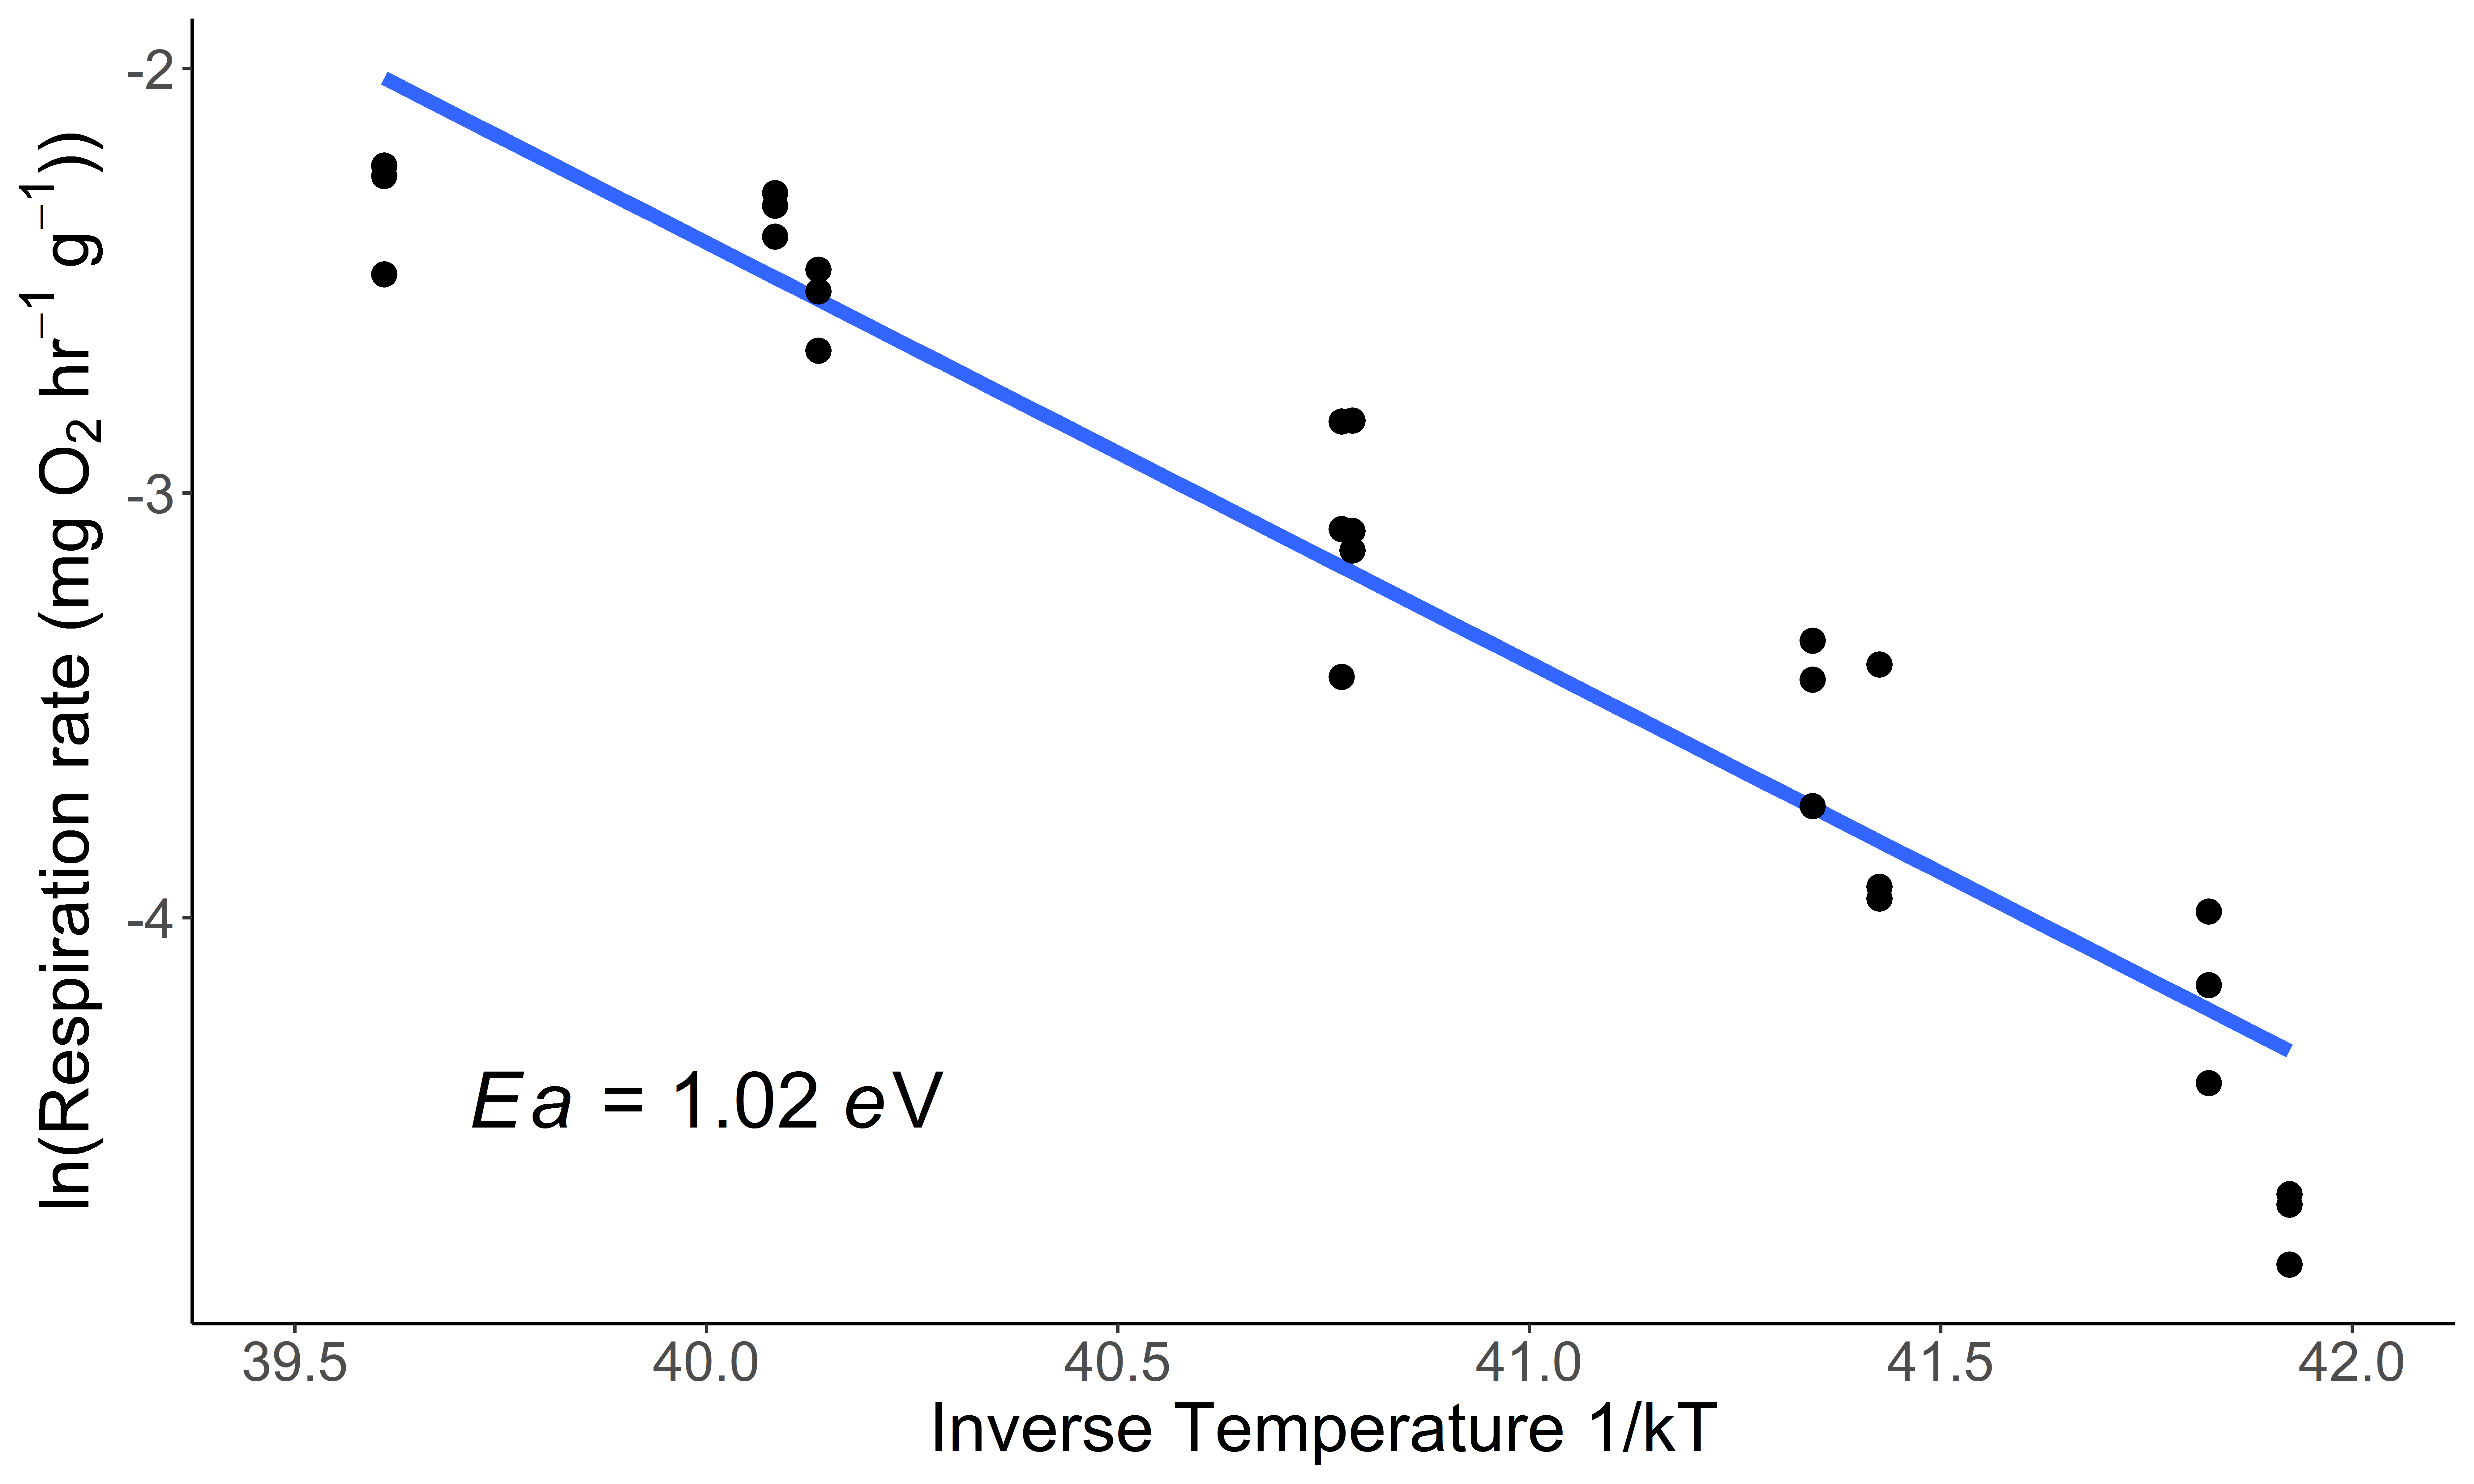 ln(Respiration rate (mg O₂ hr⁻¹ g⁻¹)))
-2
-3
-4
Ea = 1.02 eV
39.5 40.0 40.5 41.0 41.5 42.0
Inverse Temperature 1/kT